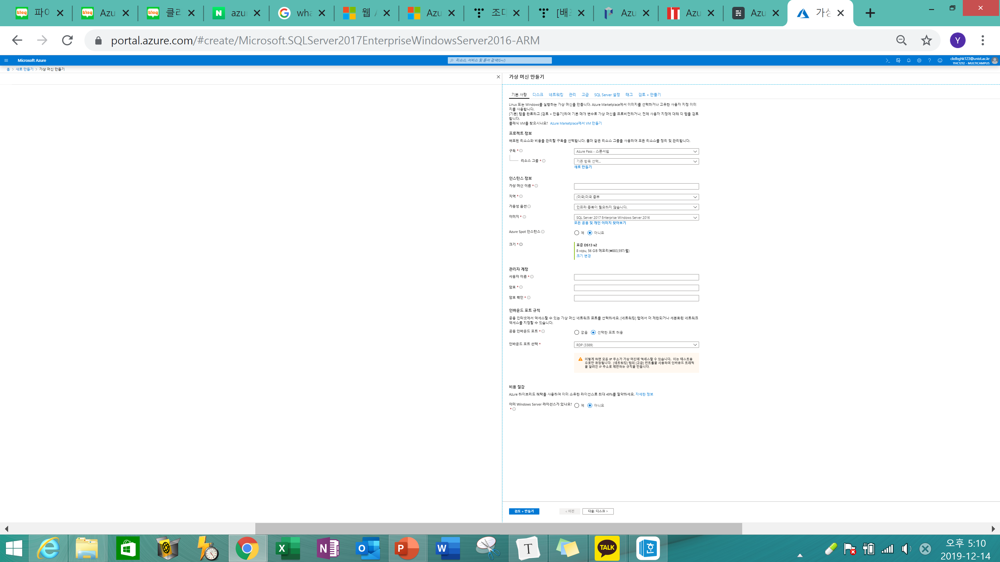 파이
Azu
클라
azu
wha
웹 A
Azu
조대
[배포
Azu
Azu
Azu
가상
portal.azure.com/#create/Microsoft.SQLServer2017EnterpriseWindowsServer2016-ARM
Y
Microsoft Azure
리소스, 서비스 및 문서 검색(G+/)
ckdbghk123@unist.ac.kr
YHC1212 - MULTICAMPUS
홈 > 새로 만들기 > 가상 머신 만들기
가상 머신 만들기
기본 사항 디스크 네트워킹 관리 고급 SQL Server 설정 태그 검토 + 만들기
Linux 또는 Windows를 실행하는 가상 머신을 만듭니다. Azure Marketplace에서 이미지를 선택하거나 고유한 사용자 지정 이미
지를 사용합니다.
[기본] 탭을 완료하고 [검토 + 만들기]하여 기본 매개 변수로 가상 머신을 프로비전하거나, 전체 사용자 지정에 대해 각 탭을 검토
합니다.
클래식 VM을 찾으시나요? Azure Marketplace에서 VM 만들기
프로젝트 정보
배포된 리소스와 비용을 관리할 구독을 선택합니다. 폴더 같은 리소스 그룹을 사용하여 모든 리소스를 정리 및 관리합니다.
구독 * Azure Pass - 스폰서쉽
리소스 그룹 * 기존 항목 선택...
새로 만들기
인스턴스 정보
가상 머신 이름 *
지역 * (미국)미국 중부
가용성 옵션 인프라 중복이 필요하지 않습니다.
이미지 * SQL Server 2017 Enterprise Windows Server 2016
모든 공용 및 개인 이미지 찾아보기
Azure Spot 인스턴스 예 아니요
크기 * 표준 DS13 v2
8 vcpu, 56 GiB 메모리(₩883,597/월)
크기 변경
관리자 계정
사용자 이름 *
암호 *
암호 확인 *
인바운드 포트 규칙
공용 인터넷에서 액세스할 수 있는 가상 머신 네트워크 포트를 선택하세요. [네트워킹] 탭에서 더 제한되거나 세분화된 네트워크
액세스를 지정할 수 있습니다.
공용 인바운드 포트 * 없음 선택한 포트 허용
인바운드 포트 선택 * RDP (3389)
이렇게 하면 모든 IP 주소가 가상 머신에 액세스할 수 있습니다. 이는 테스트용
으로만 권장됩니다. [네트워킹] 탭의 [고급] 컨트롤을 사용하여 인바운드 트래픽
을 알려진 IP 주소로 제한하는 규칙을 만듭니다.
비용 절감
Azure 하이브리드 혜택을 사용하여 이미 소유한 라이선스로 최대 49%를 절약하세요. 자세한 정보
이미 Windows Server 라이선스가 있나요? 예 아니요
*
검토 + 만들기 < 이전 다음: 디스크 >
TALK
오후 5:10
2019-12-14